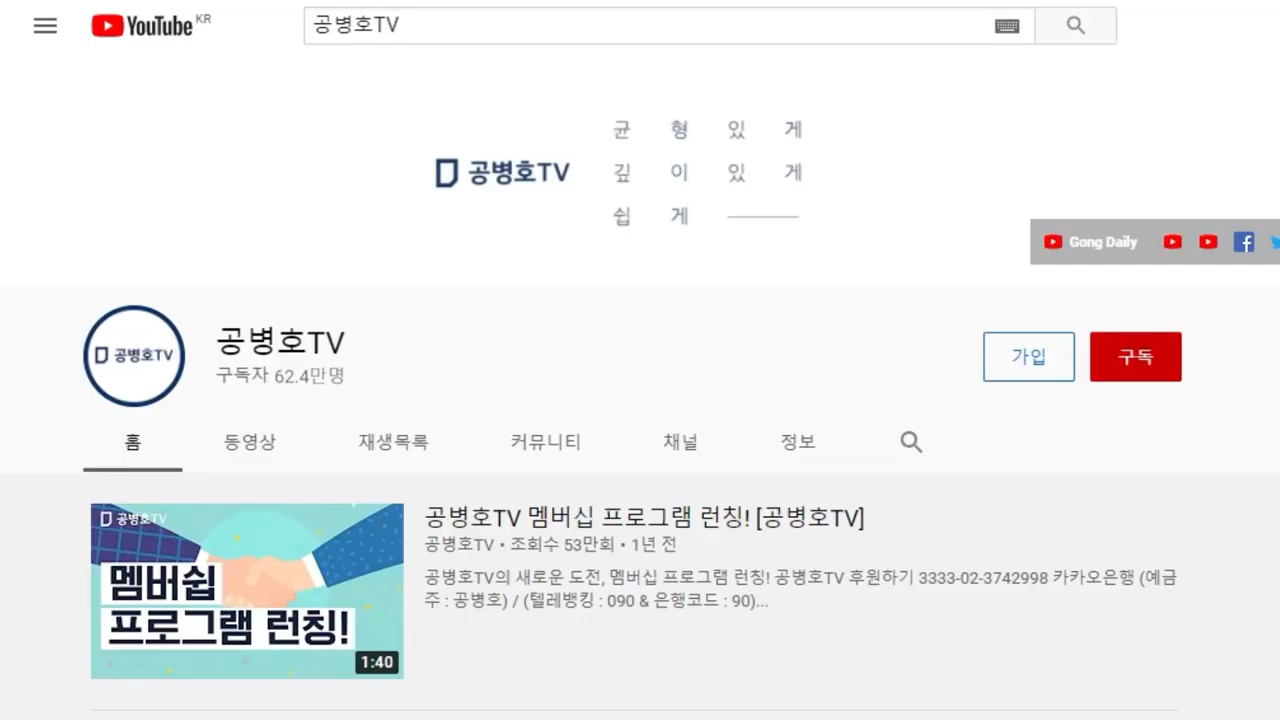 YouTube KR
공병호TV
균 형 있 게
공병호TV
깊 이 있 게
쉽 게
Gong Daily
공병호TV
공병호TV
구독자 62.4만명
가입
구독
홈
동영상
재생목록
커뮤니티
채널
정보
공병호TV
멤버쉽
프로그램 런칭!
1:40
공병호TV 멤버십 프로그램 런칭! [공병호TV]
공병호TV • 조회수 53만회 • 1년 전
공병호TV의 새로운 도전, 멤버십 프로그램 런칭! 공병호TV 후원하기 3333-02-3742998 카카오은행 (예금
주 : 공병호) / (텔레뱅킹 : 090 & 은행코드 : 90)...